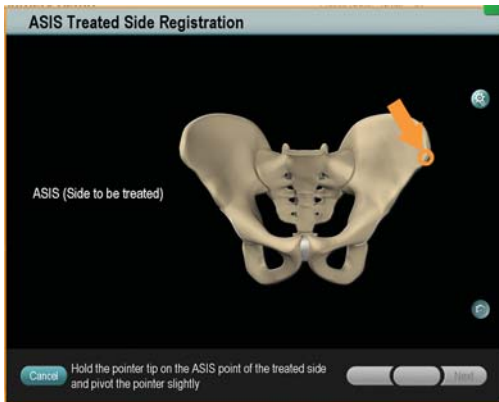 ASIS Treated Side Registration
ASIS (Side to be treated)
Cancel
Hold the pointer tip on the ASIS point of the treated side
and pivot the pointer slightly
Next